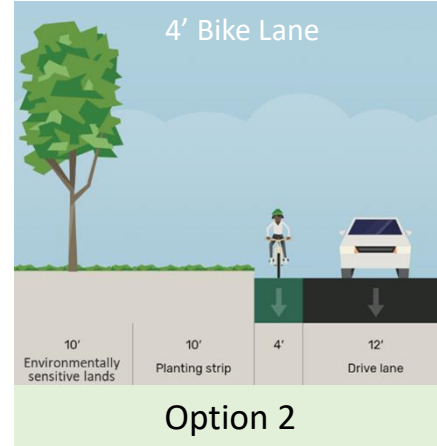 4’ Bike Lane
10’
Environmentally
sensitive lands
10’
Planting strip
4’
12’
Drive lane
Option 2